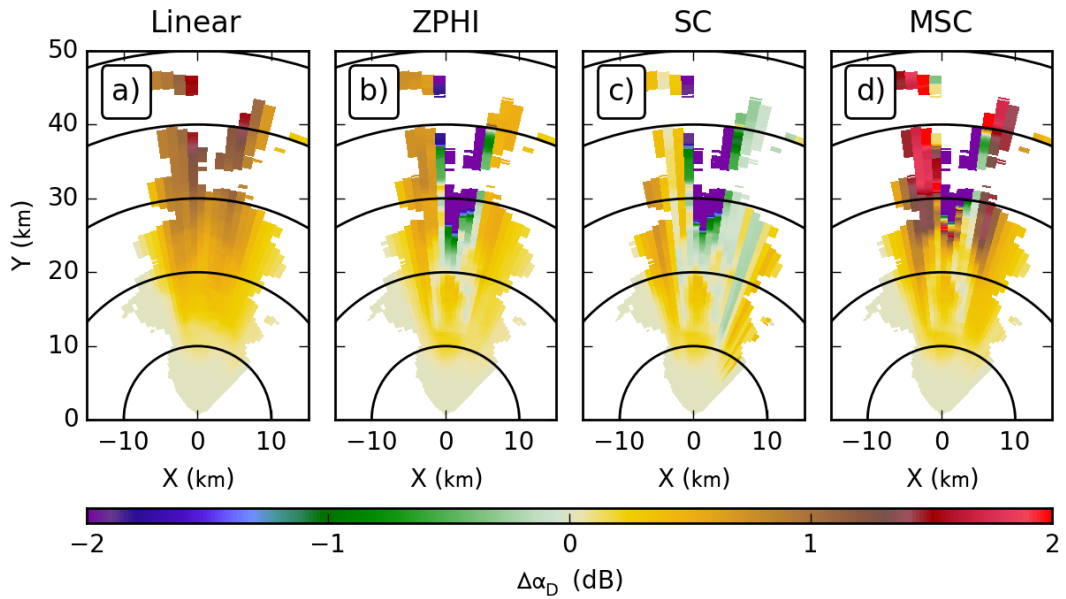 Linear ZPHI SC MSC
50 a) b) c) d)
40
30
20
10
0
Y (km)
−10 0 10 −10 0 10 −10 0 10 −10 0 10
X (km) X (km) X (km) X (km)
−2 −1 0 1 2
Δα_D (dB)